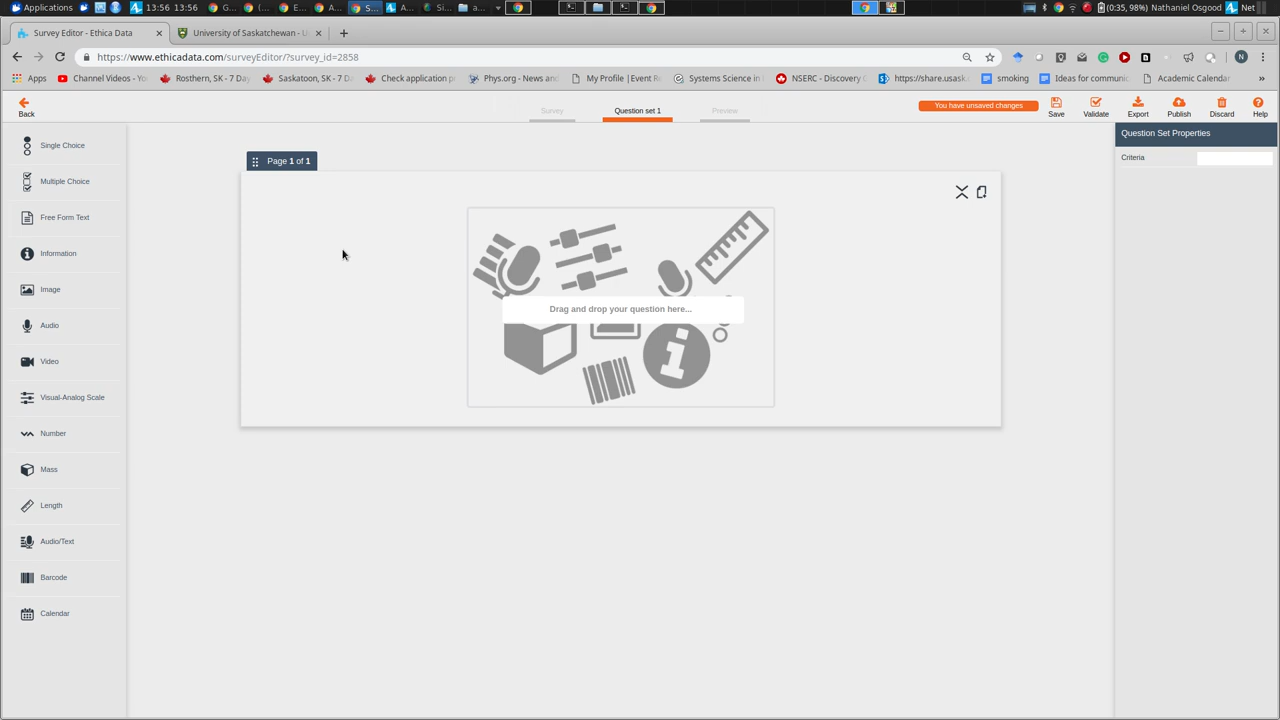 Applications 13:56 13:56 G... (... E... A... S... A... Si... a... (0:35, 98%) Nathaniel Osgood Net
Survey Editor - Ethica Data University of Saskatchewan - U
https://www.ethicadata.com/surveyEditor/?survey_id=2858
Apps Channel Videos - Yo Rosthern, SK - 7 Day Saskatoon, SK - 7 D Check application p Phys.org - News and My Profile | Event R Systems Science in NSERC - Discovery https://share.usask smoking Ideas for communic Academic Calendar »
Back Survey Question set 1 Preview You have unsaved changes Save Validate Export Publish Discard Help
Question Set Properties
Criteria
Single Choice
Multiple Choice
Free Form Text
Information
Image
Audio
Video
Visual-Analog Scale
Number
Mass
Length
Audio/Text
Barcode
Calendar
Page 1 of 1
Drag and drop your question here...